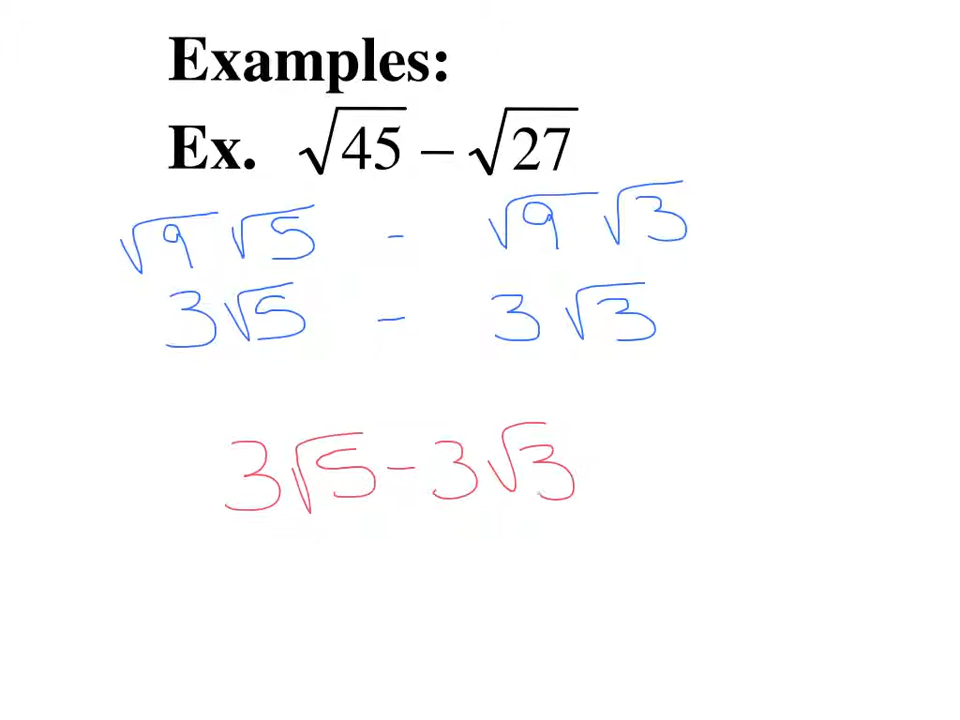 Examples:
Ex. √45 − √27
√9 √5 - √9 √3
3√5 - 3√3
3√5 - 3√3